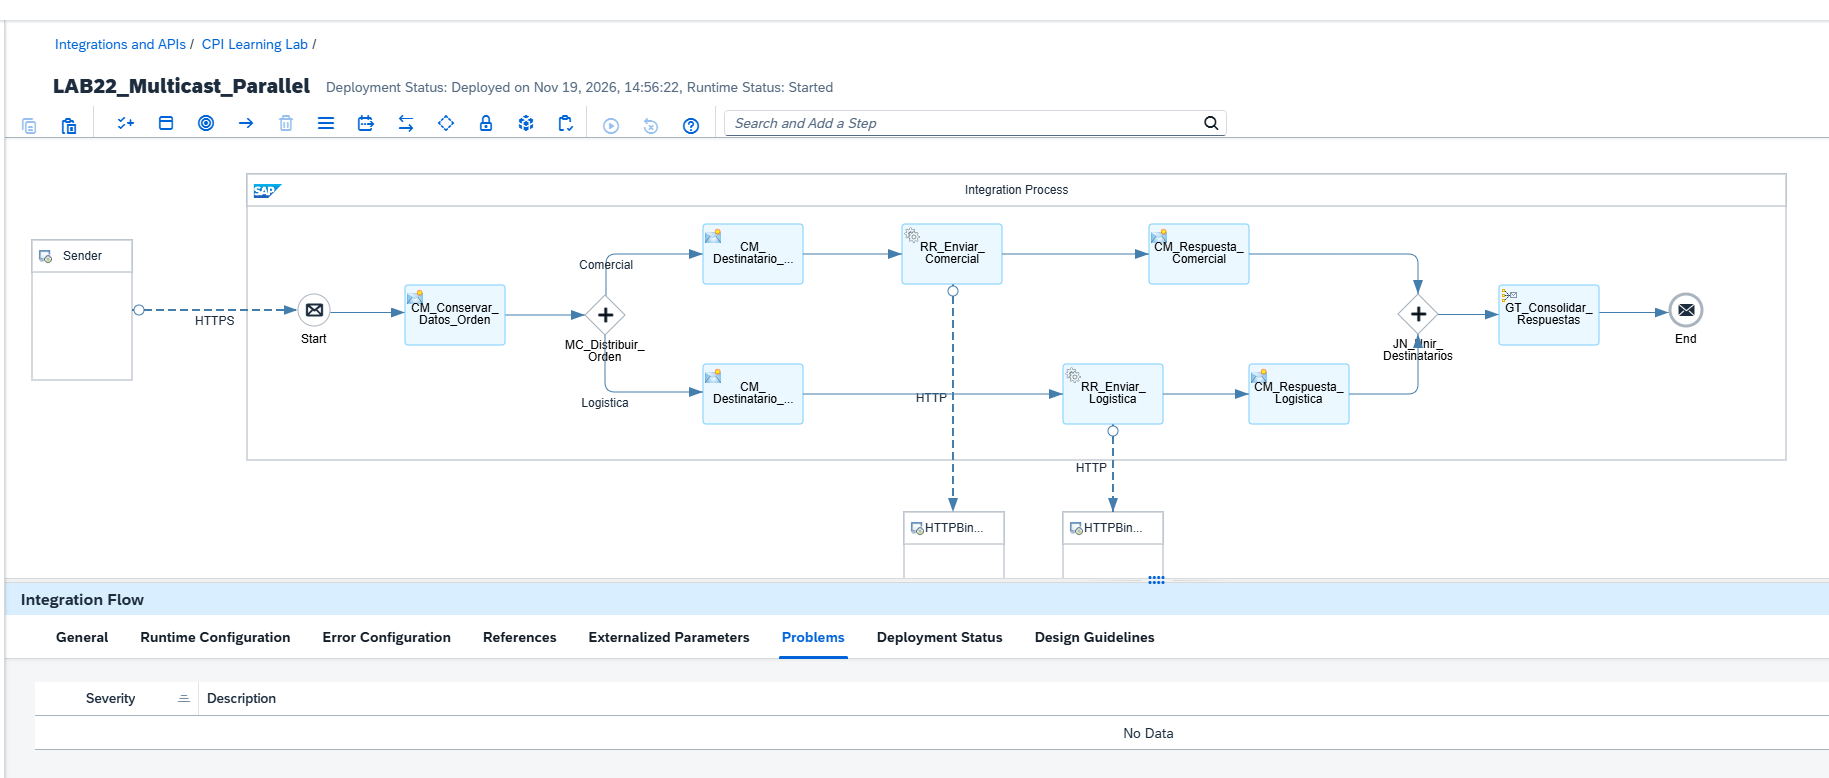 Integrations and APIs / CPI Learning Lab /
LAB22_Multicast_Parallel Deployment Status: Deployed on Nov 19, 2026, 14:56:22, Runtime Status: Started
Search and Add a Step
SAP Integration Process
Sender
HTTPS
Start
CM_Conservar_
Datos_Orden
Comercial
MC_Distribuir_
Orden
Logistica
CM_
Destinatario_...
RR_Enviar_
Comercial
CM_Respuesta_
Comercial
CM_
Destinatario_...
HTTP
RR_Enviar_
Logistica
CM_Respuesta_
Logistica
JN_Unir_
Destinatarios
GT_Consolidar_
Respuestas
End
HTTP
HTTPBin...
HTTPBin...
Integration Flow
General Runtime Configuration Error Configuration References Externalized Parameters Problems Deployment Status Design Guidelines
Severity Description
No Data